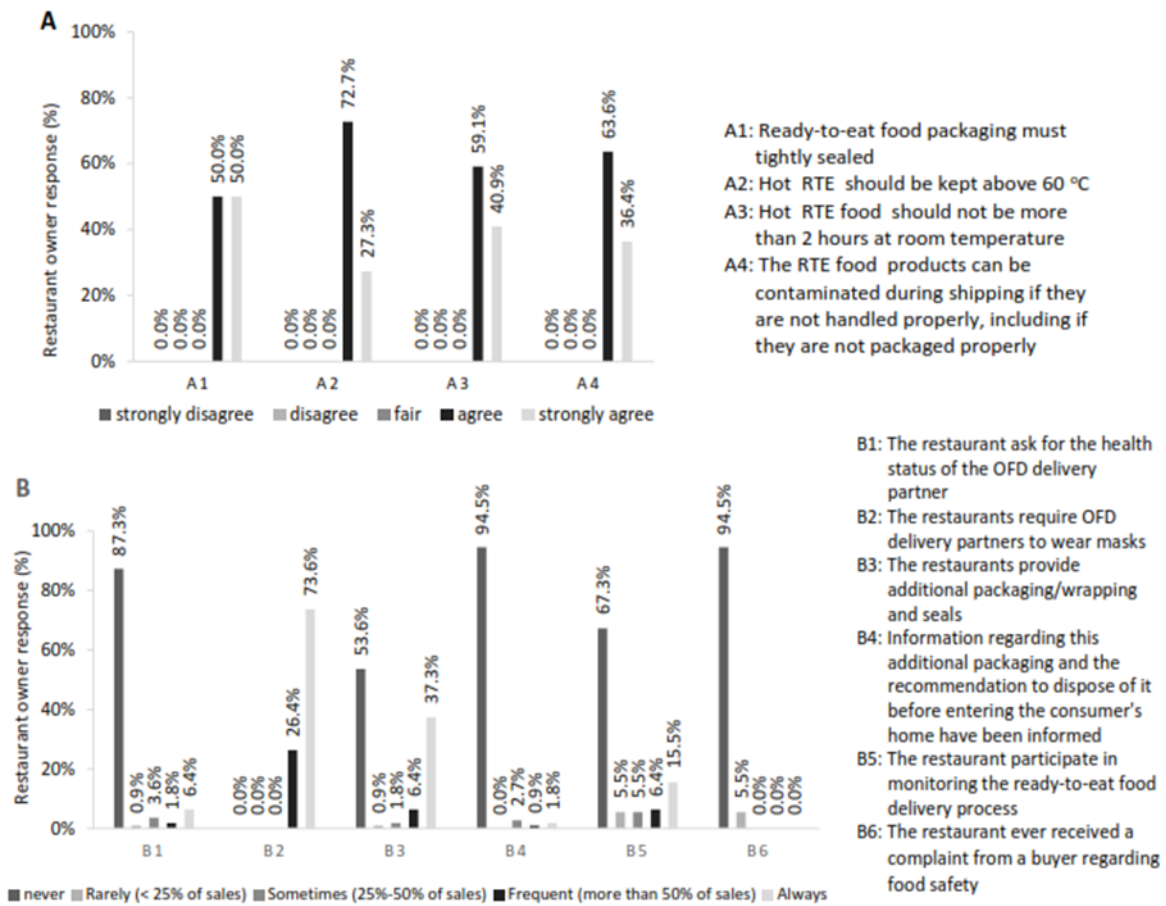 A
Restaurant owner response (%)
100%
80%
60%
40%
20%
0%
0.0%
0.0%
0.0%
50.0%
50.0%
0.0%
0.0%
0.0%
72.7%
27.3%
0.0%
0.0%
0.0%
59.1%
40.9%
0.0%
0.0%
0.0%
63.6%
36.4%
A1
A2
A3
A4
strongly disagree
disagree
fair
agree
strongly agree
A1: Ready-to-eat food packaging must
tightly sealed
A2: Hot RTE should be kept above 60 °C
A3: Hot RTE food should not be more
than 2 hours at room temperature
A4: The RTE food products can be
contaminated during shipping if they
are not handled properly, including if
they are not packaged properly
B
Restaurant owner response (%)
100%
80%
60%
40%
20%
0%
87.3%
0.9%
3.6%
1.8%
6.4%
0.0%
0.0%
0.0%
26.4%
73.6%
53.6%
0.9%
1.8%
6.4%
37.3%
94.5%
0.0%
2.7%
0.9%
1.8%
67.3%
5.5%
5.5%
6.4%
15.5%
94.5%
5.5%
0.0%
0.0%
0.0%
B1
B2
B3
B4
B5
B6
never
Rarely (< 25% of sales)
Sometimes (25%-50% of sales)
Frequent (more than 50% of sales)
Always
B1: The restaurant ask for the health
status of the OFD delivery
partner
B2: The restaurants require OFD
delivery partners to wear masks
B3: The restaurants provide
additional packaging/wrapping
and seals
B4: Information regarding this
additional packaging and the
recommendation to dispose of it
before entering the consumer's
home have been informed
B5: The restaurant participate in
monitoring the ready-to-eat food
delivery process
B6: The restaurant ever received a
complaint from a buyer regarding
food safety